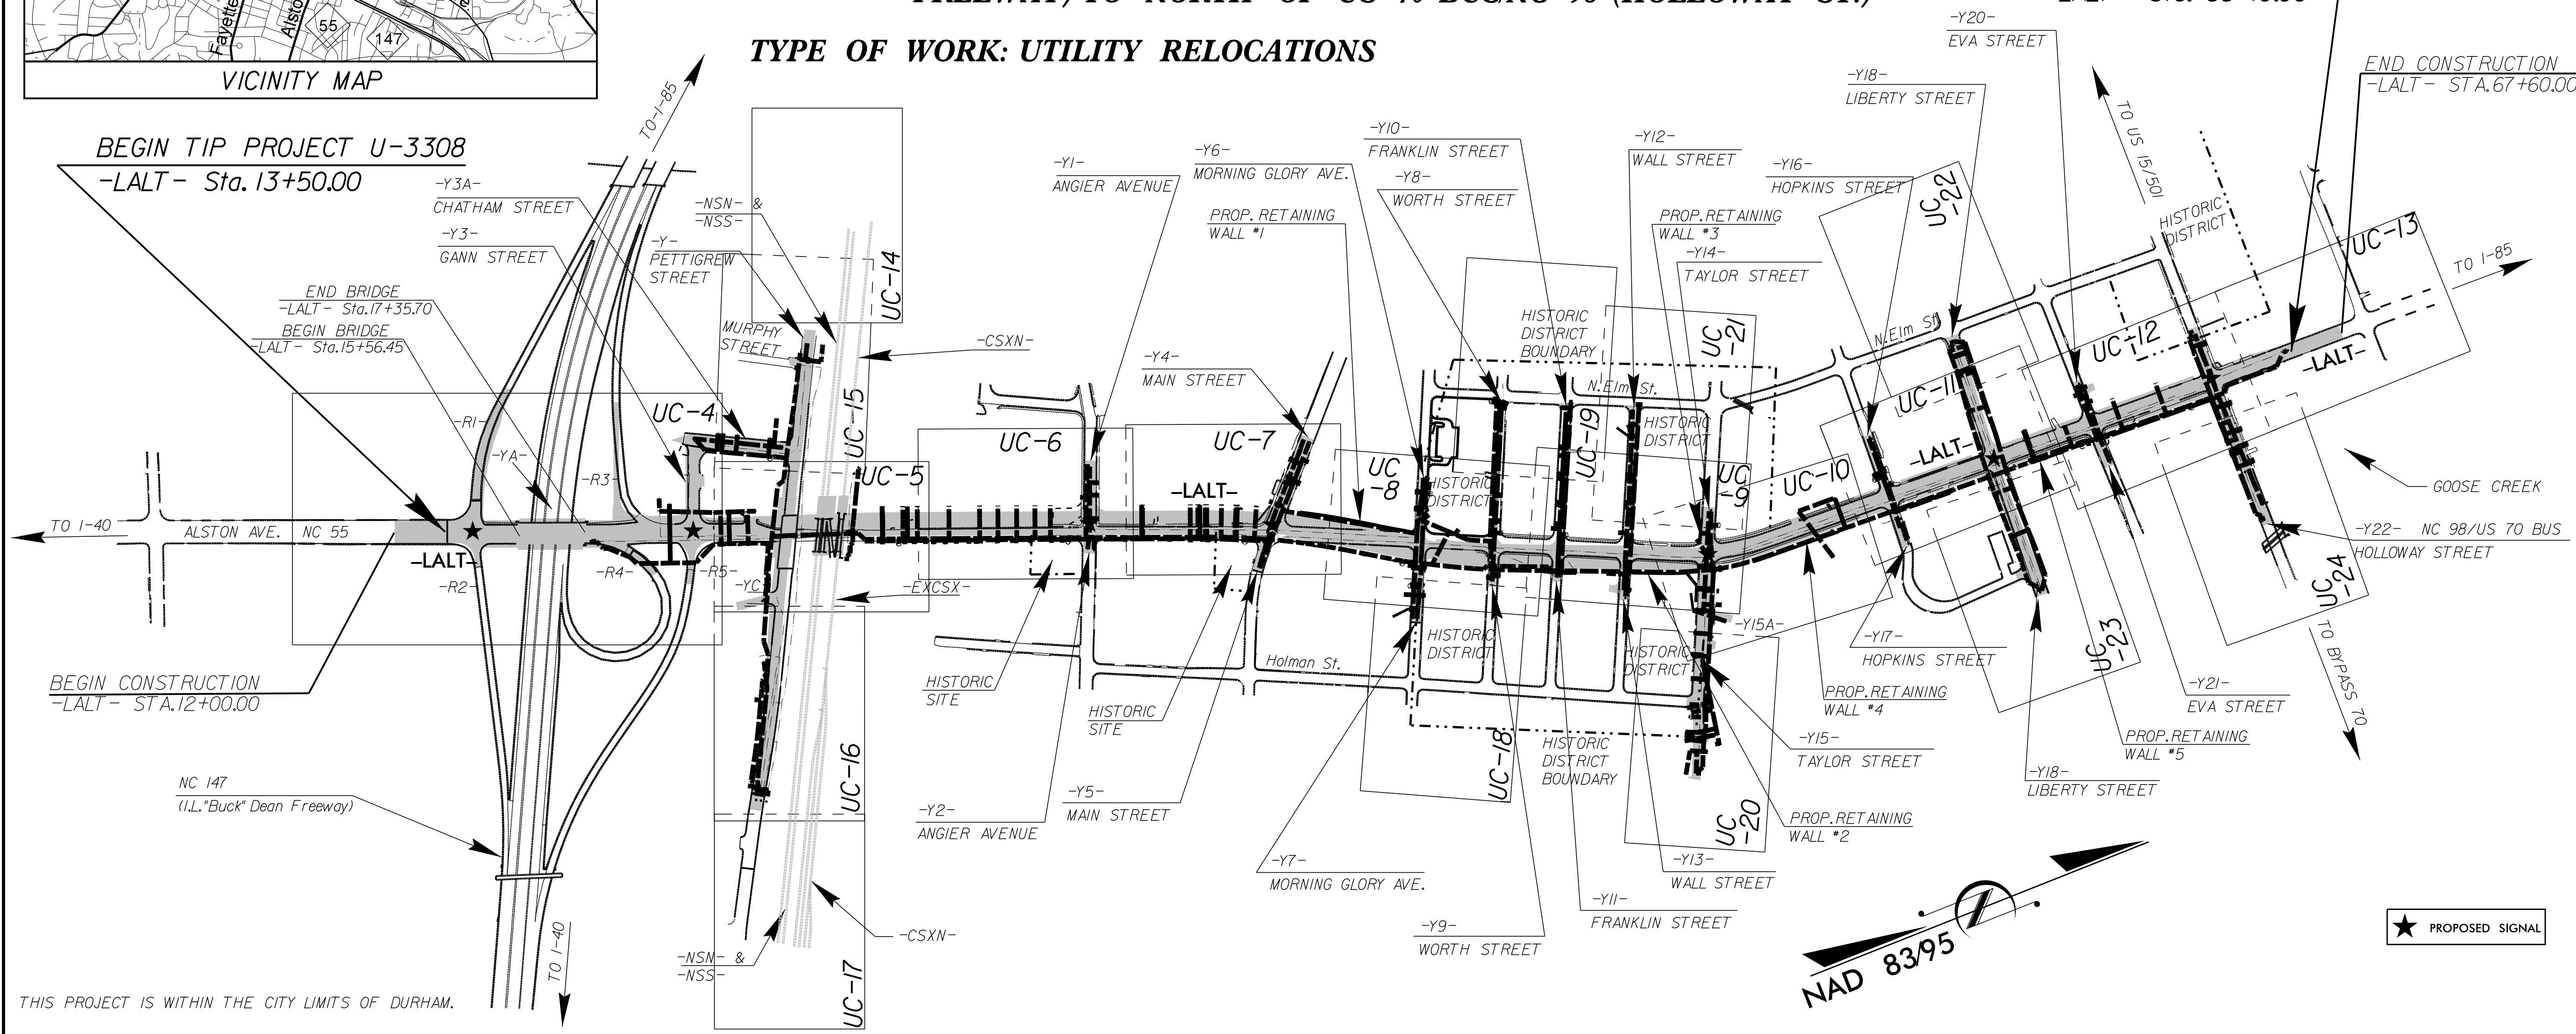 Fayette
Alsto
55
147
VICINITY MAP
TYPE OF WORK: UTILITY RELOCATIONS
BEGIN TIP PROJECT U-3308
-LALT- Sta. 13+50.00
TO I-85
-Y3A-
CHATHAM STREET
-Y3-
GANN STREET
-NSN- &
-NSS-
-Y-
PETTIGREW
STREET
END BRIDGE
-LALT- Sta.17+35.70
BEGIN BRIDGE
-LALT- Sta.15+56.45
MURPHY
STREET
UC-14
-CSXN-
UC-15
-Y1-
ANGIER AVENUE
-Y6-
MORNING GLORY AVE.
PROP. RETAINING
WALL #1
-Y4-
MAIN STREET
-Y10-
FRANKLIN STREET
-Y8-
WORTH STREET
-Y12-
WALL STREET
PROP. RETAINING
WALL #3
-Y14-
TAYLOR STREET
-Y16-
HOPKINS STREET
-Y18-
LIBERTY STREET
-Y20-
EVA STREET
END CONSTRUCTION
-LALT- STA.67+60.00
TO US 15/501
HISTORIC
DISTRICT
UC-13
TO I-85
UC
-22
N.Elm St.
UC-12
UC-11
-LALT-
HISTORIC
DISTRICT
BOUNDARY
UC
-21
N.Elm St.
UC-19
HISTORIC
DISTRICT
UC
-9
UC-10
-LALT-
UC-4
-R1-
-YA-
-R3-
UC-5
UC-6
UC-7
-LALT-
UC
-8
HISTORIC
DISTRICT
HISTORIC
DISTRICT
TO I-40
ALSTON AVE. NC 55
-LALT-
-R2-
-R4-
-R5-
-YC-
-EXCSX-
GOOSE CREEK
-Y22- NC 98/US 70 BUS
HOLLOWAY STREET
UC
-24
TO BYPASS 70
BEGIN CONSTRUCTION
-LALT- STA.12+00.00
HISTORIC
SITE
HISTORIC
SITE
Holman St.
HISTORIC
DISTRICT
HISTORIC
DISTRICT
-Y15A-
-Y17-
HOPKINS STREET
PROP. RETAINING
WALL #4
UC
-23
-Y21-
EVA STREET
PROP. RETAINING
WALL #5
-Y18-
LIBERTY STREET
-Y15-
TAYLOR STREET
UC-16
UC-18
HISTORIC
DISTRICT
BOUNDARY
UC
-20
PROP. RETAINING
WALL #2
NC 147
(I.L."Buck" Dean Freeway)
-Y2-
ANGIER AVENUE
-Y5-
MAIN STREET
-Y7-
MORNING GLORY AVE.
-Y13-
WALL STREET
-Y11-
FRANKLIN STREET
-Y9-
WORTH STREET
-CSXN-
-NSN- &
-NSS-
UC-17
TO I-40
NAD 83/95
PROPOSED SIGNAL
THIS PROJECT IS WITHIN THE CITY LIMITS OF DURHAM.